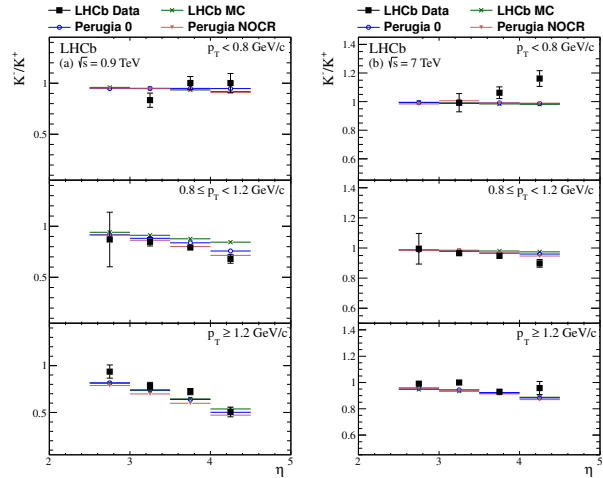 LHCb Data
LHCb MC
Perugia 0
Perugia NOCR
K⁻/K⁺
LHCb
(a) √s = 0.9 TeV
p_T < 0.8 GeV/c
1
0.5
0.8 ≤ p_T < 1.2 GeV/c
1
0.5
p_T ≥ 1.2 GeV/c
1
0.5
2 3 4 5
η
LHCb Data
LHCb MC
Perugia 0
Perugia NOCR
K⁻/K⁺
LHCb
(b) √s = 7 TeV
p_T < 0.8 GeV/c
1.4
1.2
1
0.8
0.6
0.8 ≤ p_T < 1.2 GeV/c
1.4
1.2
1
0.8
0.6
p_T ≥ 1.2 GeV/c
1.4
1.2
1
0.8
0.6
2 3 4 5
η